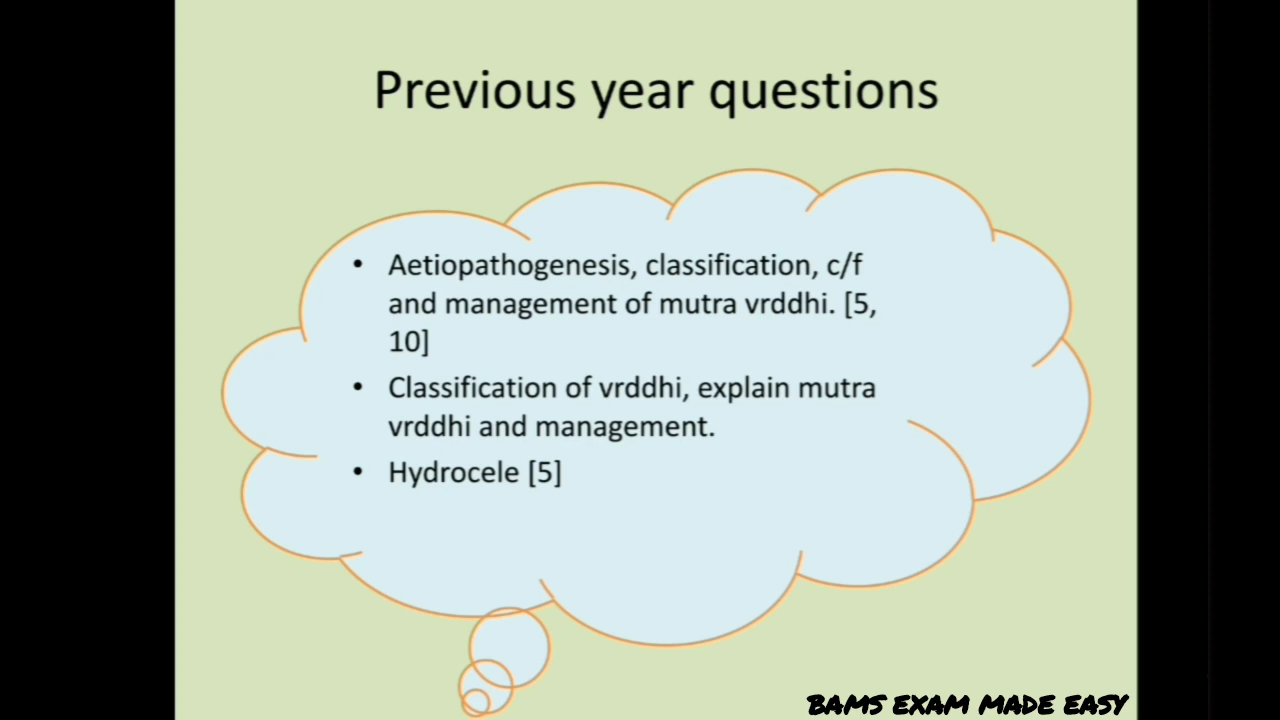 Previous year questions
• Aetiopathogenesis, classification, c/f
and management of mutra vrddhi. [5,
10]
• Classification of vrddhi, explain mutra
vrddhi and management.
• Hydrocele [5]
BAMS EXAM MADE EASY